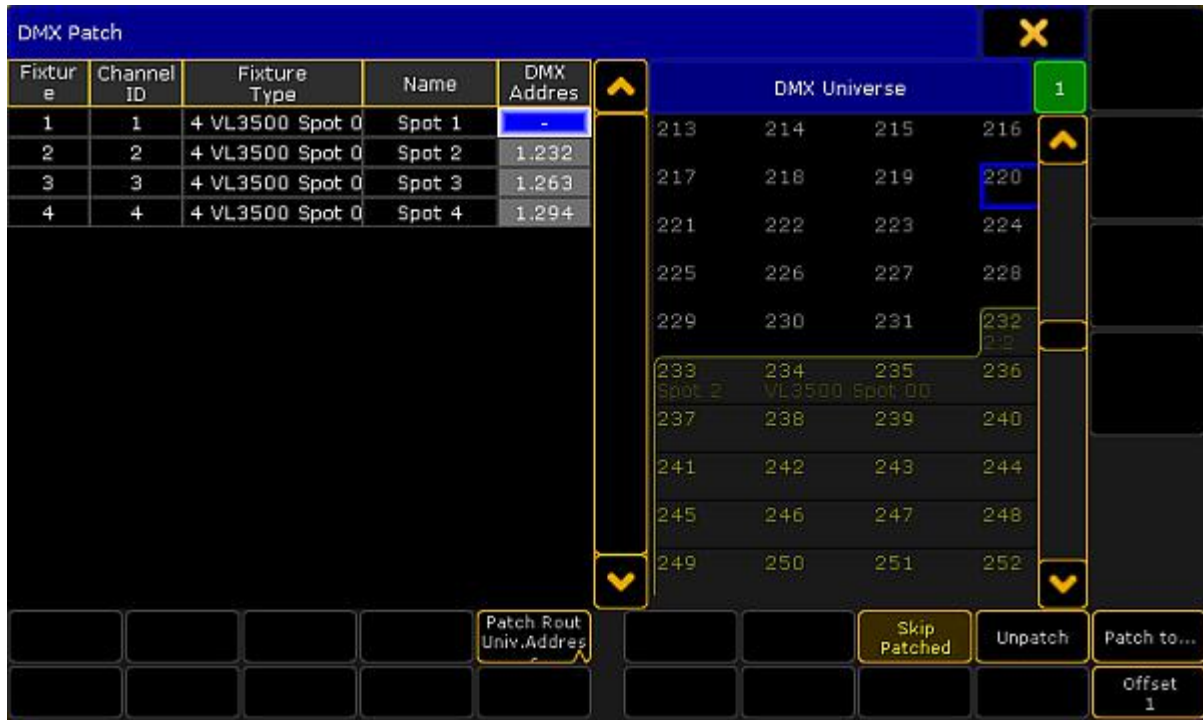 DMX Patch
Fixtur e Channel ID Fixture Type Name DMX Addres
1 1 4 VL3500 Spot 0 Spot 1 -
2 2 4 VL3500 Spot 0 Spot 2 1.232
3 3 4 VL3500 Spot 0 Spot 3 1.263
4 4 4 VL3500 Spot 0 Spot 4 1.294
DMX Universe 1
213 214 215 216
217 218 219 220
221 222 223 224
225 226 227 228
229 230 231 232
2:2
233 234 235 236
Spot 2 VL3500 Spot 00
237 238 239 240
241 242 243 244
245 246 247 248
249 250 251 252
Patch Rout
Univ.Addres
Skip
Patched
Unpatch
Patch to...
Offset
1